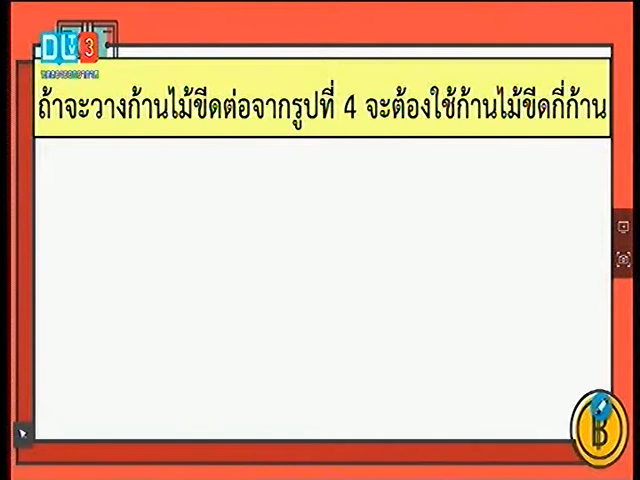 DLTV 3
ถ้าจะวางก้านไม้ขีดต่อจากรูปที่ 4 จะต้องใช้ก้านไม้ขีดกี่ก้าน
฿